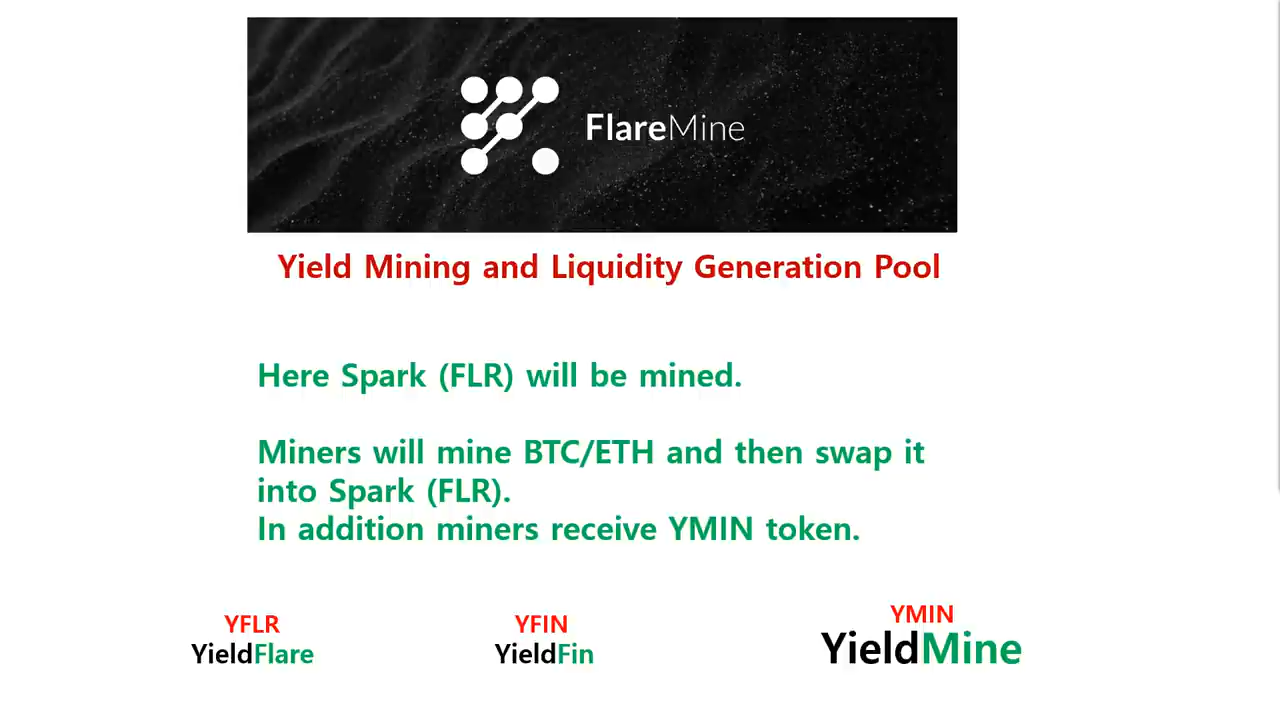 FlareMine
Yield Mining and Liquidity Generation Pool
Here Spark (FLR) will be mined.
Miners will mine BTC/ETH and then swap it
into Spark (FLR).
In addition miners receive YMIN token.
YFLR
YieldFlare
YFIN
YieldFin
YMIN
YieldMine